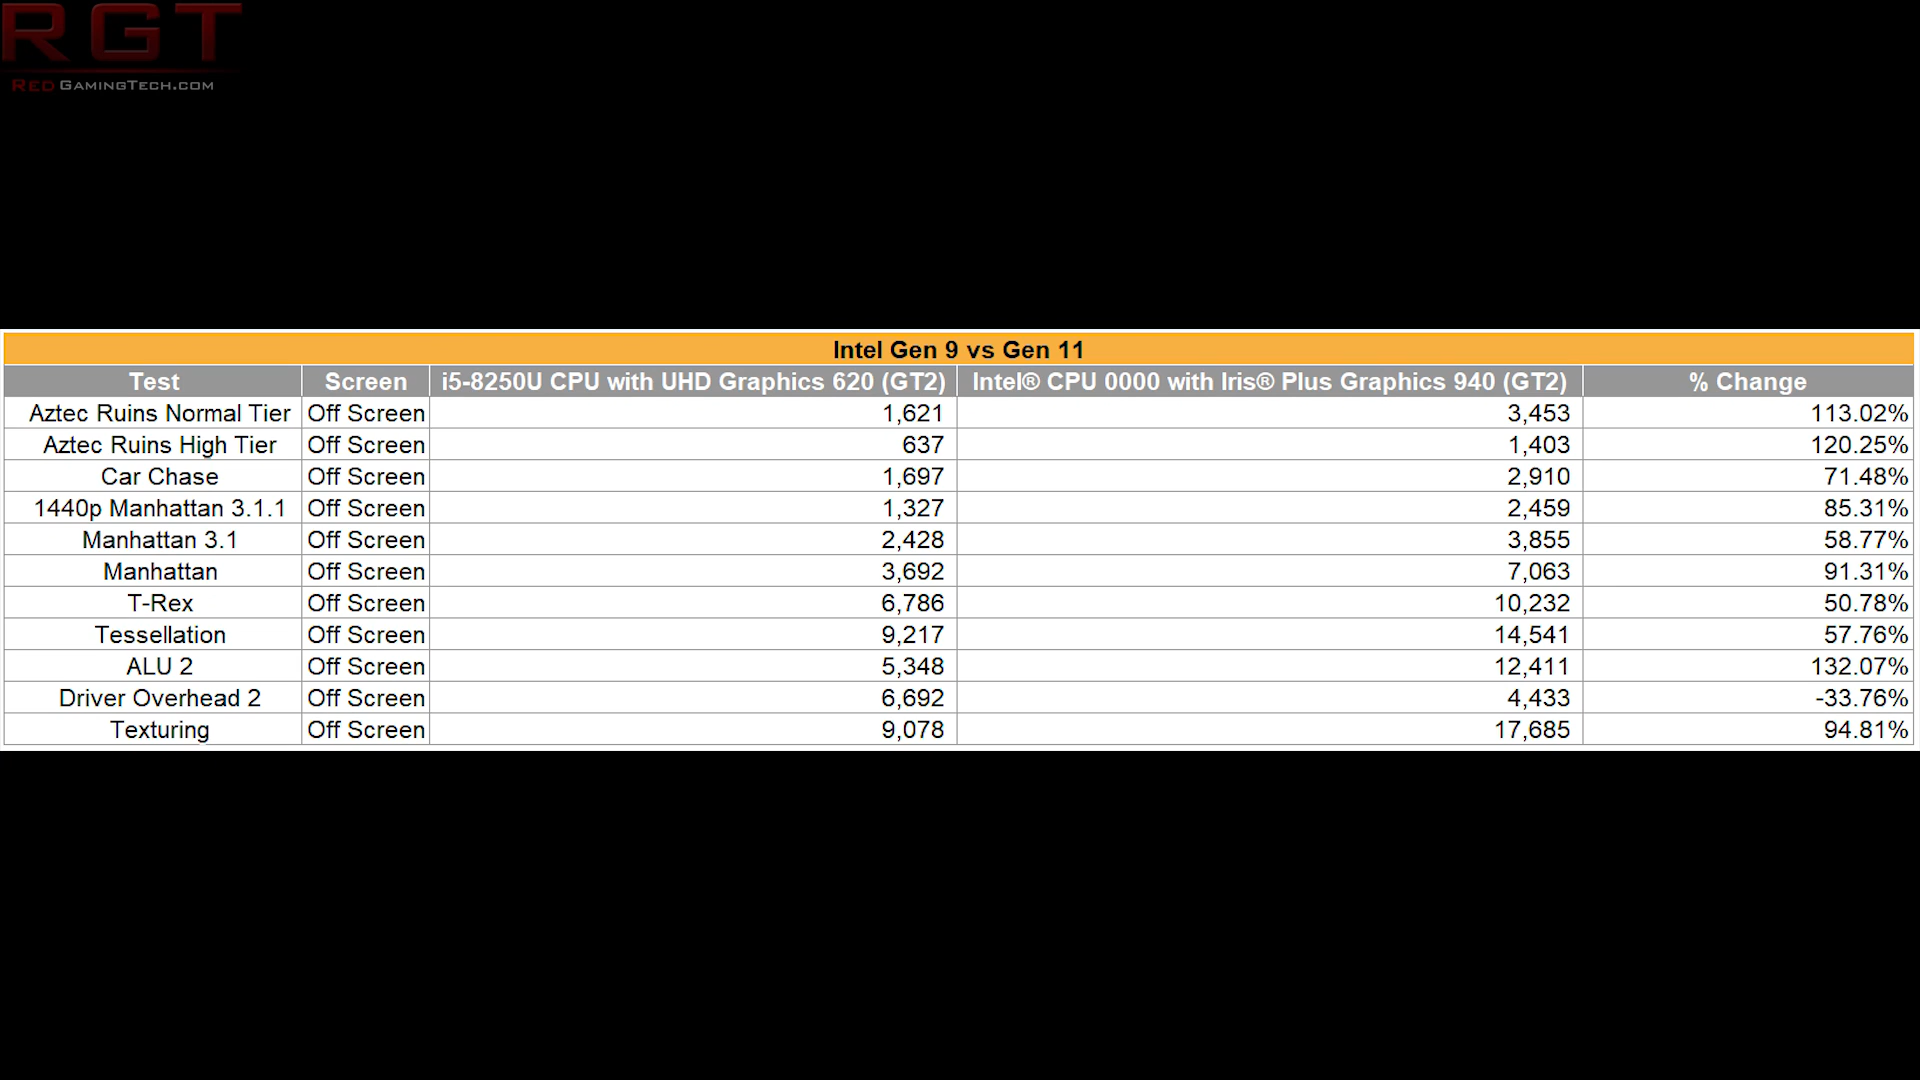 RGT
RedGamingTech.com
Intel Gen 9 vs Gen 11
Test Screen i5-8250U CPU with UHD Graphics 620 (GT2) Intel® CPU 0000 with Iris® Plus Graphics 940 (GT2) % Change
Aztec Ruins Normal Tier Off Screen 1,621 3,453 113.02%
Aztec Ruins High Tier Off Screen 637 1,403 120.25%
Car Chase Off Screen 1,697 2,910 71.48%
1440p Manhattan 3.1.1 Off Screen 1,327 2,459 85.31%
Manhattan 3.1 Off Screen 2,428 3,855 58.77%
Manhattan Off Screen 3,692 7,063 91.31%
T-Rex Off Screen 6,786 10,232 50.78%
Tessellation Off Screen 9,217 14,541 57.76%
ALU 2 Off Screen 5,348 12,411 132.07%
Driver Overhead 2 Off Screen 6,692 4,433 -33.76%
Texturing Off Screen 9,078 17,685 94.81%